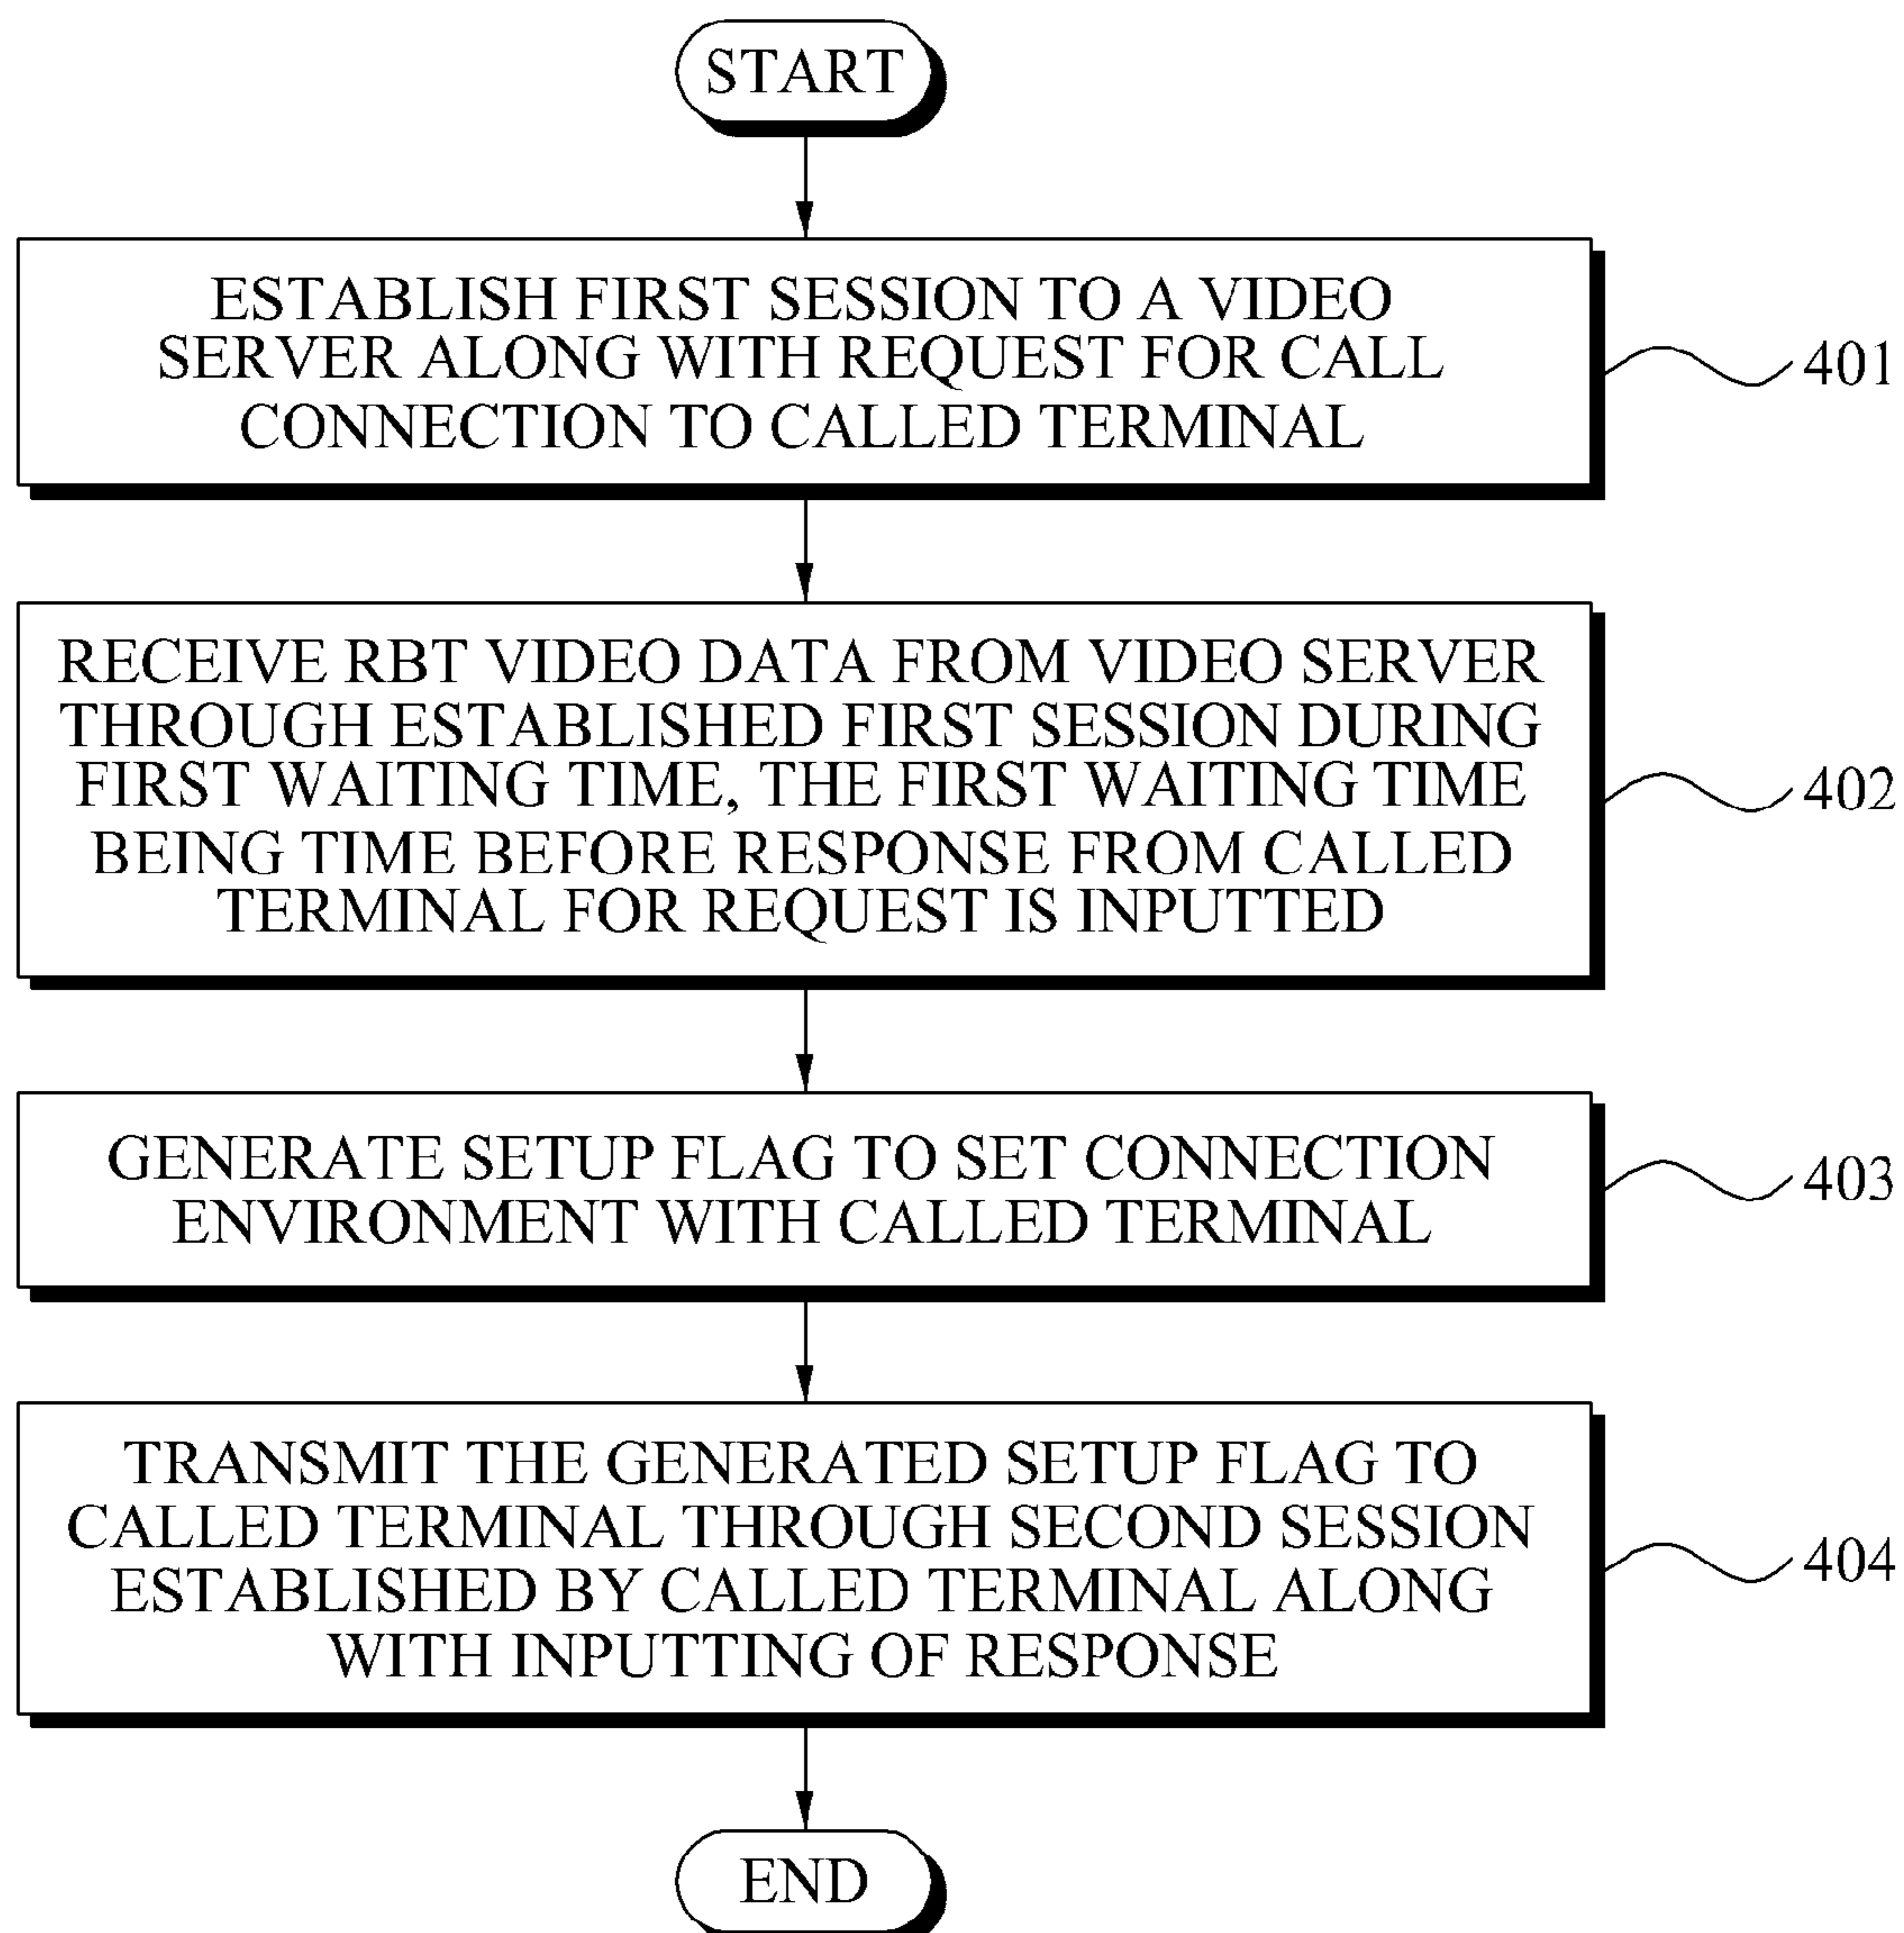 START
ESTABLISH FIRST SESSION TO A VIDEO
SERVER ALONG WITH REQUEST FOR CALL
CONNECTION TO CALLED TERMINAL
401
RECEIVE RBT VIDEO DATA FROM VIDEO SERVER
THROUGH ESTABLISHED FIRST SESSION DURING
FIRST WAITING TIME, THE FIRST WAITING TIME
BEING TIME BEFORE RESPONSE FROM CALLED
TERMINAL FOR REQUEST IS INPUTTED
402
GENERATE SETUP FLAG TO SET CONNECTION
ENVIRONMENT WITH CALLED TERMINAL
403
TRANSMIT THE GENERATED SETUP FLAG TO
CALLED TERMINAL THROUGH SECOND SESSION
ESTABLISHED BY CALLED TERMINAL ALONG
WITH INPUTTING OF RESPONSE
404
END